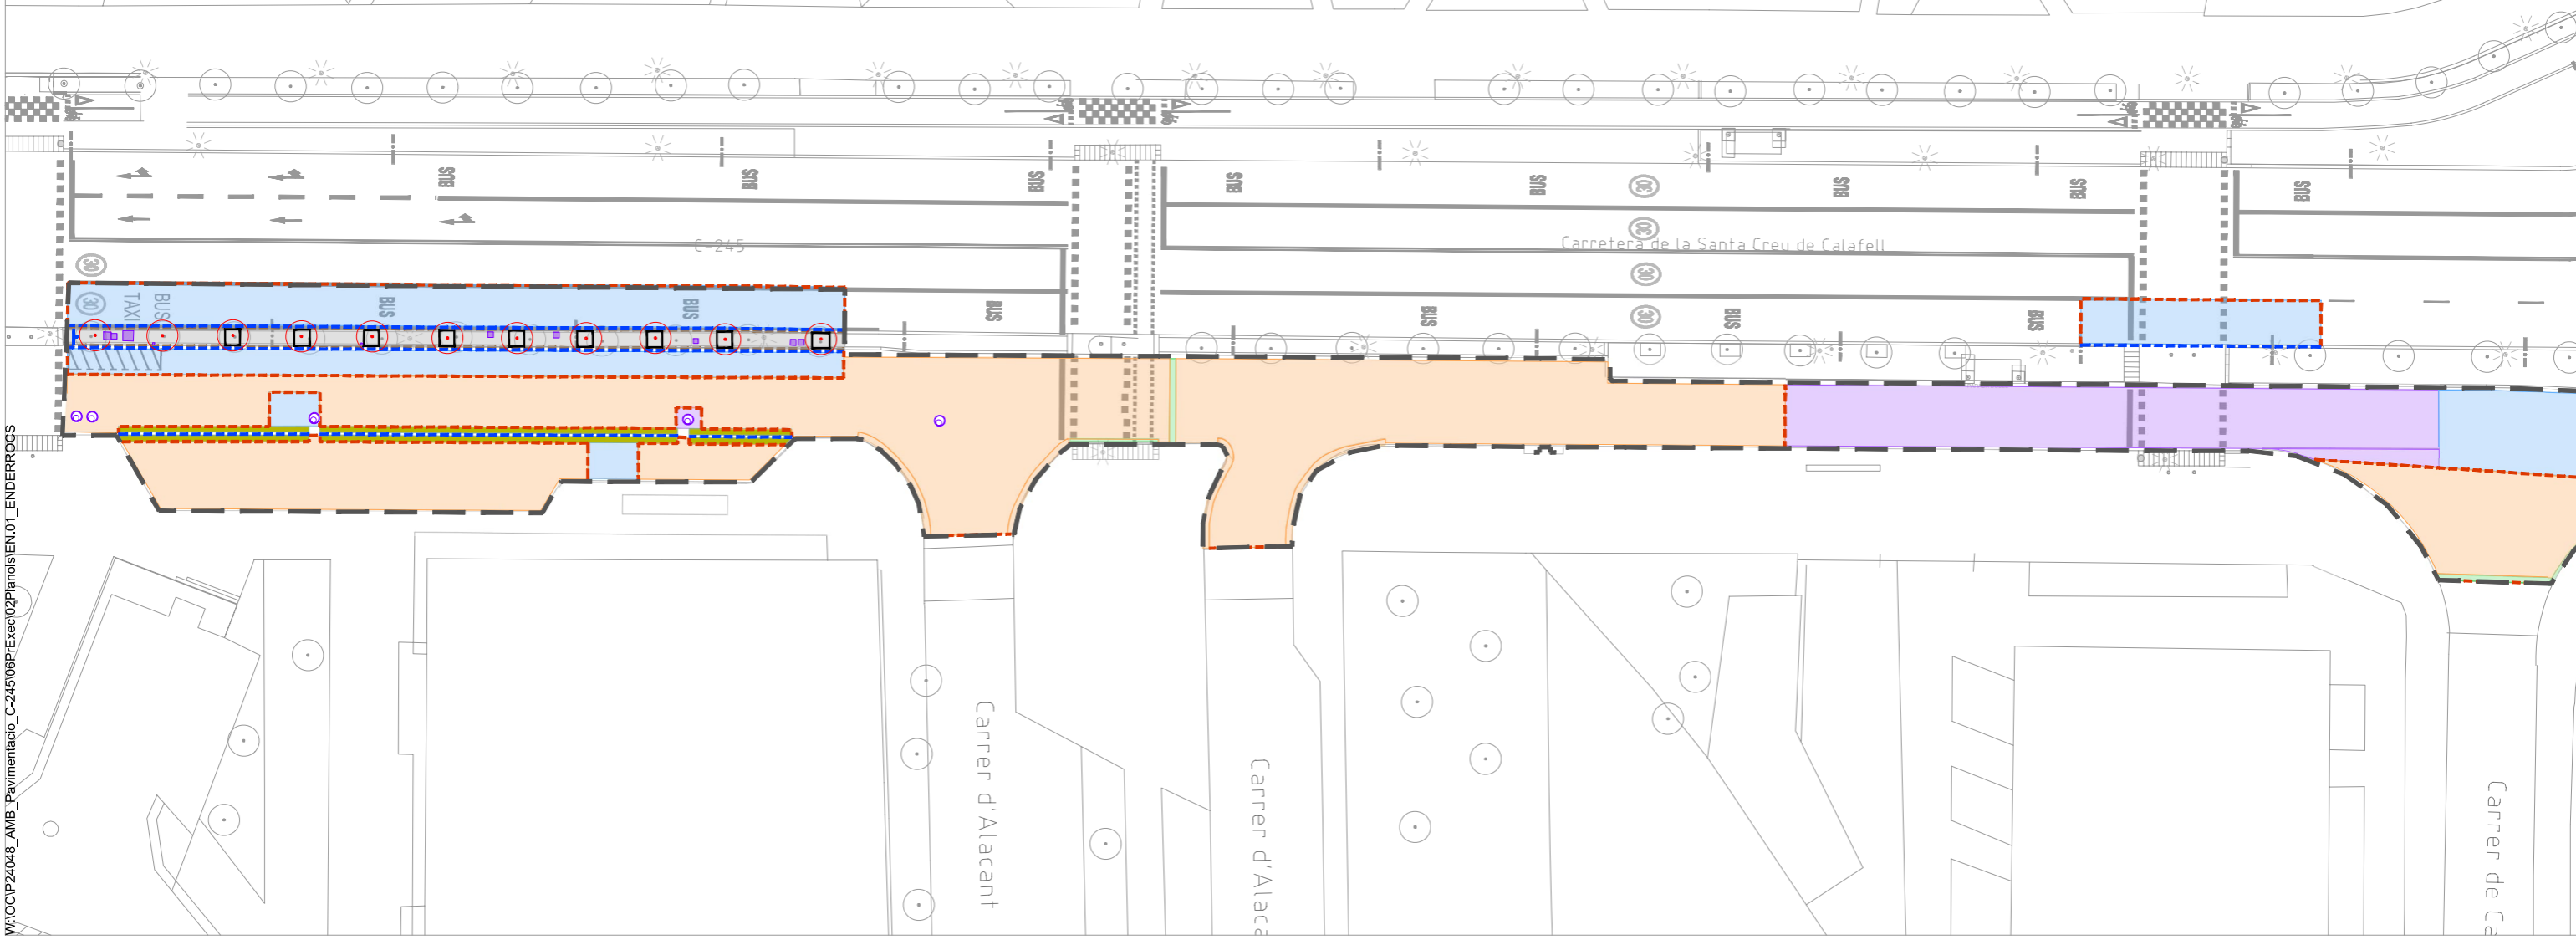 BUS
BUS
BUS
BUS
BUS
BUS
BUS
BUS
30
30
C-245
Carretera de la Santa Creu de Calafell
30
30
30
30
TAXI
BUS
BUS
BUS
BUS
BUS
BUS
BUS
30
W:\OC\P24048_AMB_Pavimentacio_C-245\06PrExec\02Planols\EN.01_ENDERROCS
Carrer d'Alacant
Carrer d'Alaca
Carrer de Ca